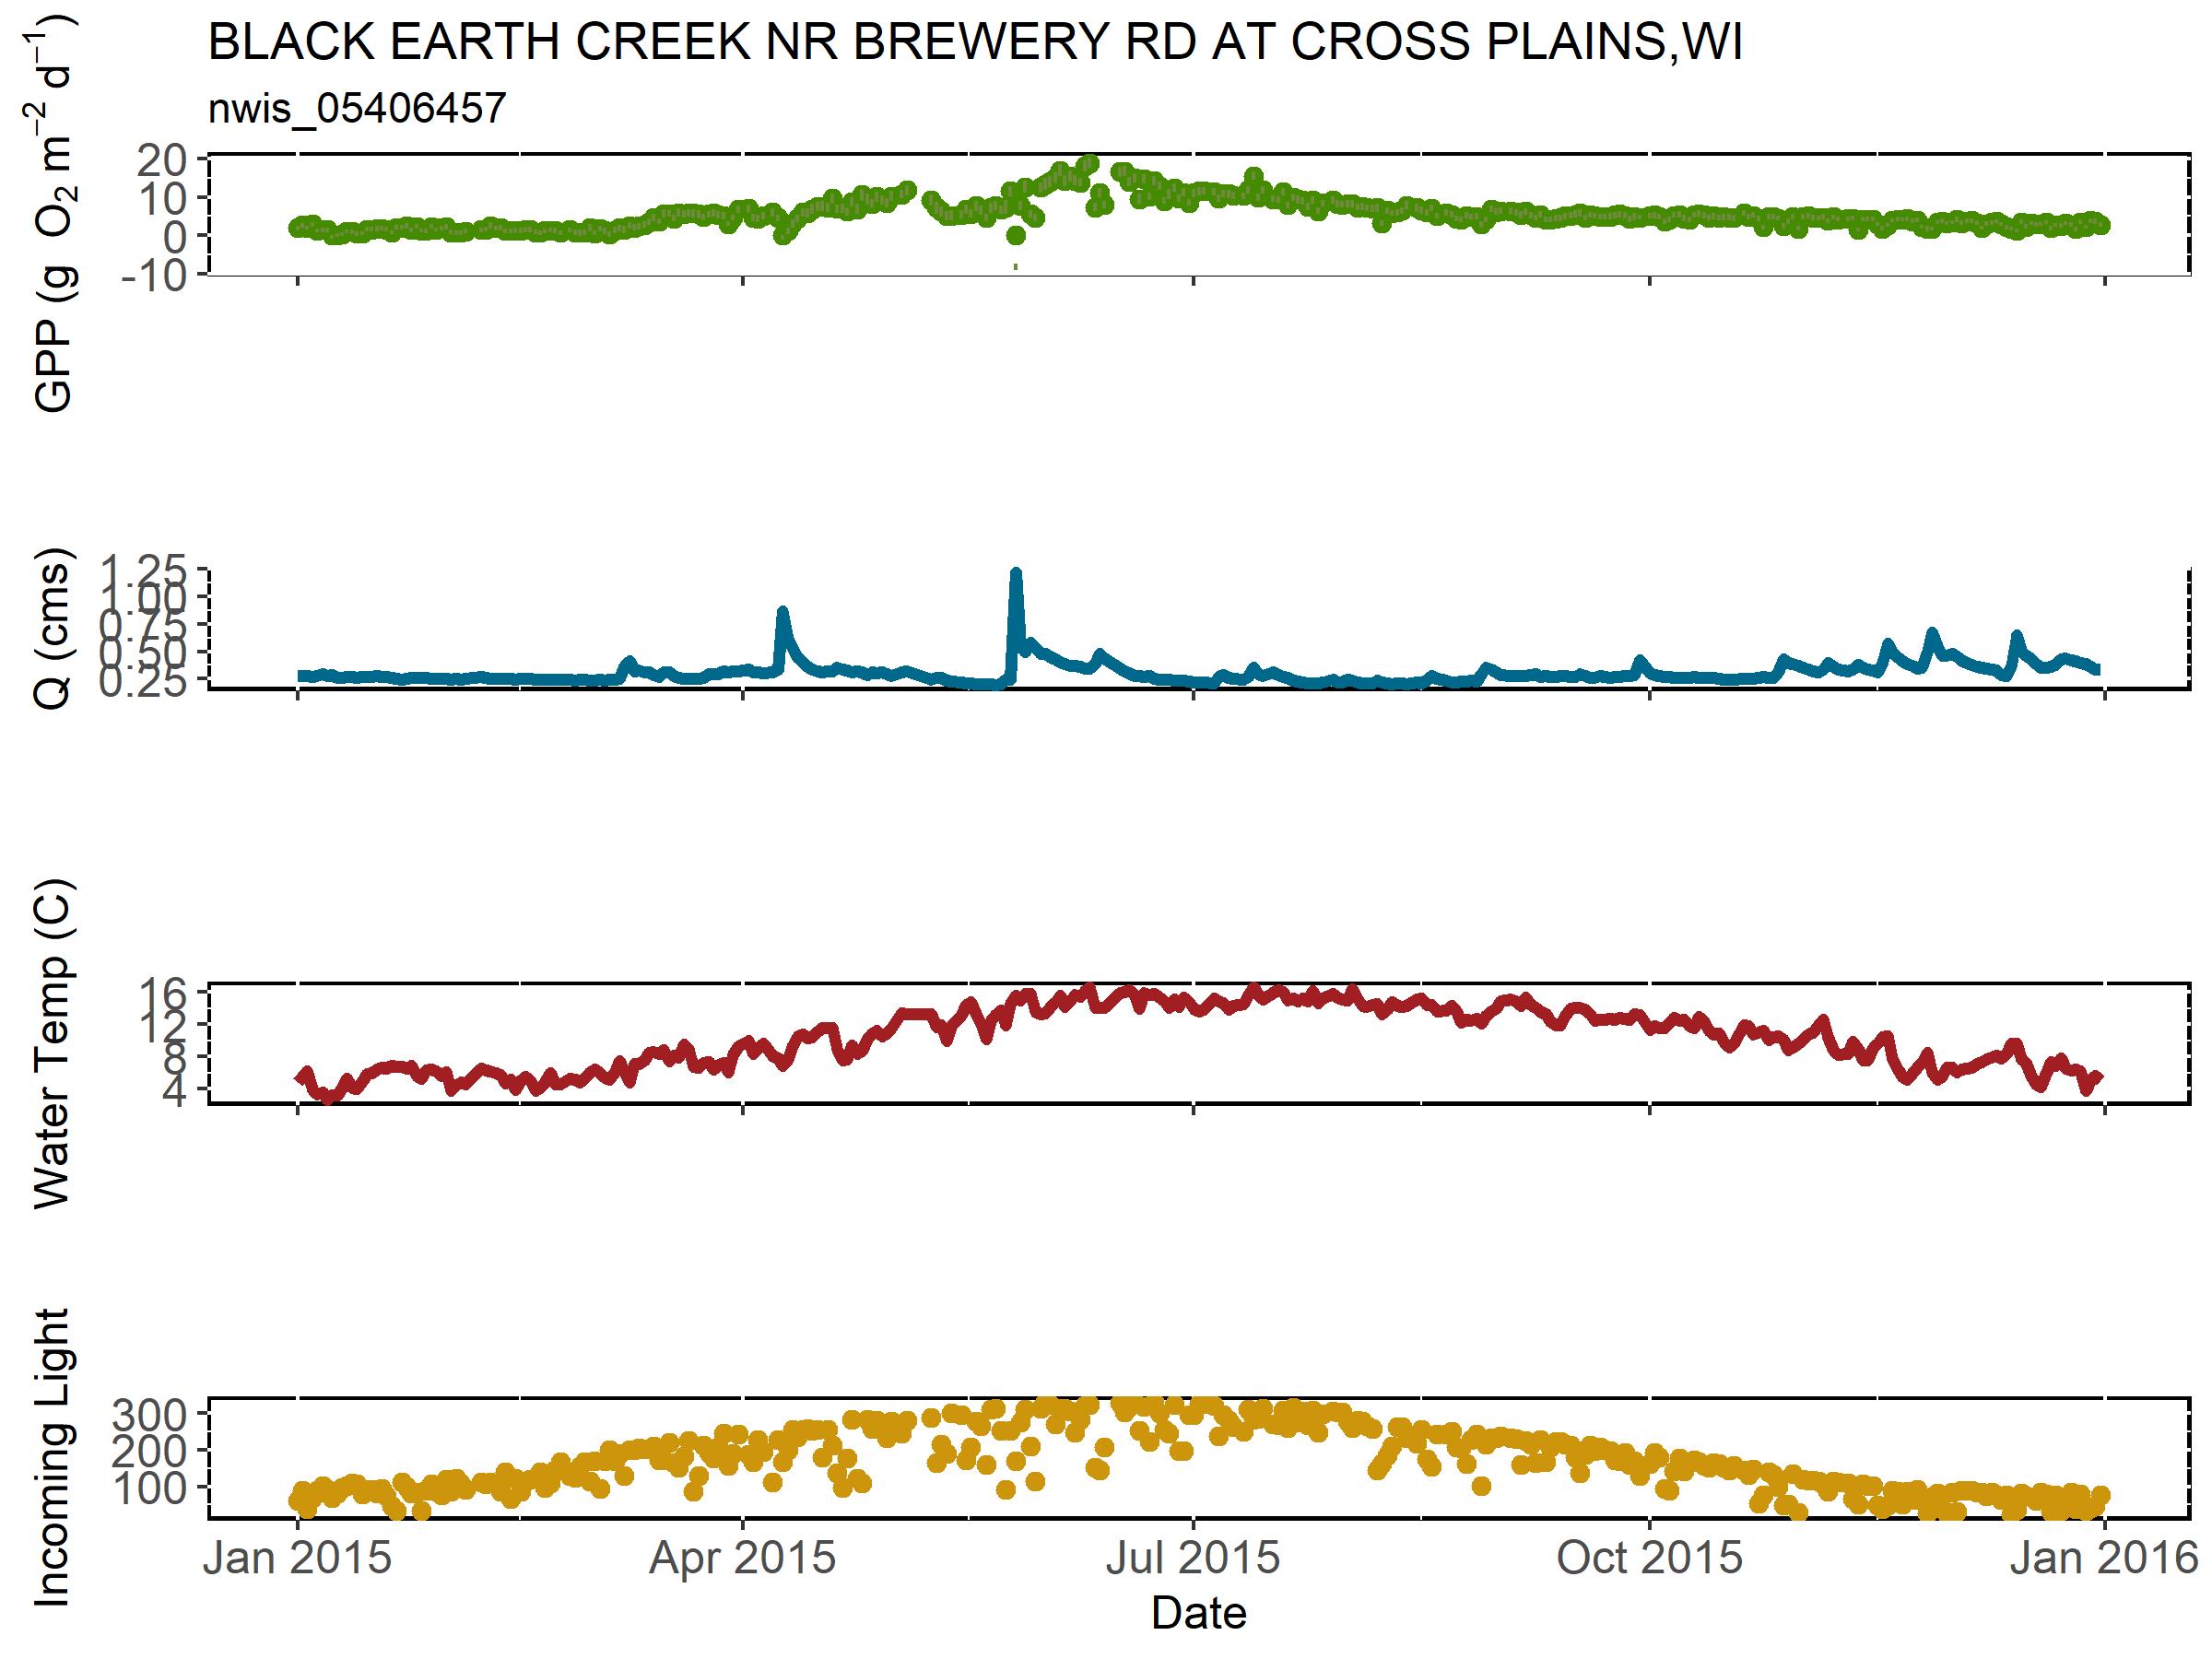 BLACK EARTH CREEK NR BREWERY RD AT CROSS PLAINS,WI
nwis_05406457
GPP (g O₂ m⁻² d⁻¹)
20
10
0
-10
Q (cms)
1.25
1.00
0.75
0.50
0.25
Water Temp (C)
16
12
8
4
Incoming Light
300
200
100
Jan 2015 Apr 2015 Jul 2015 Oct 2015 Jan 2016
Date